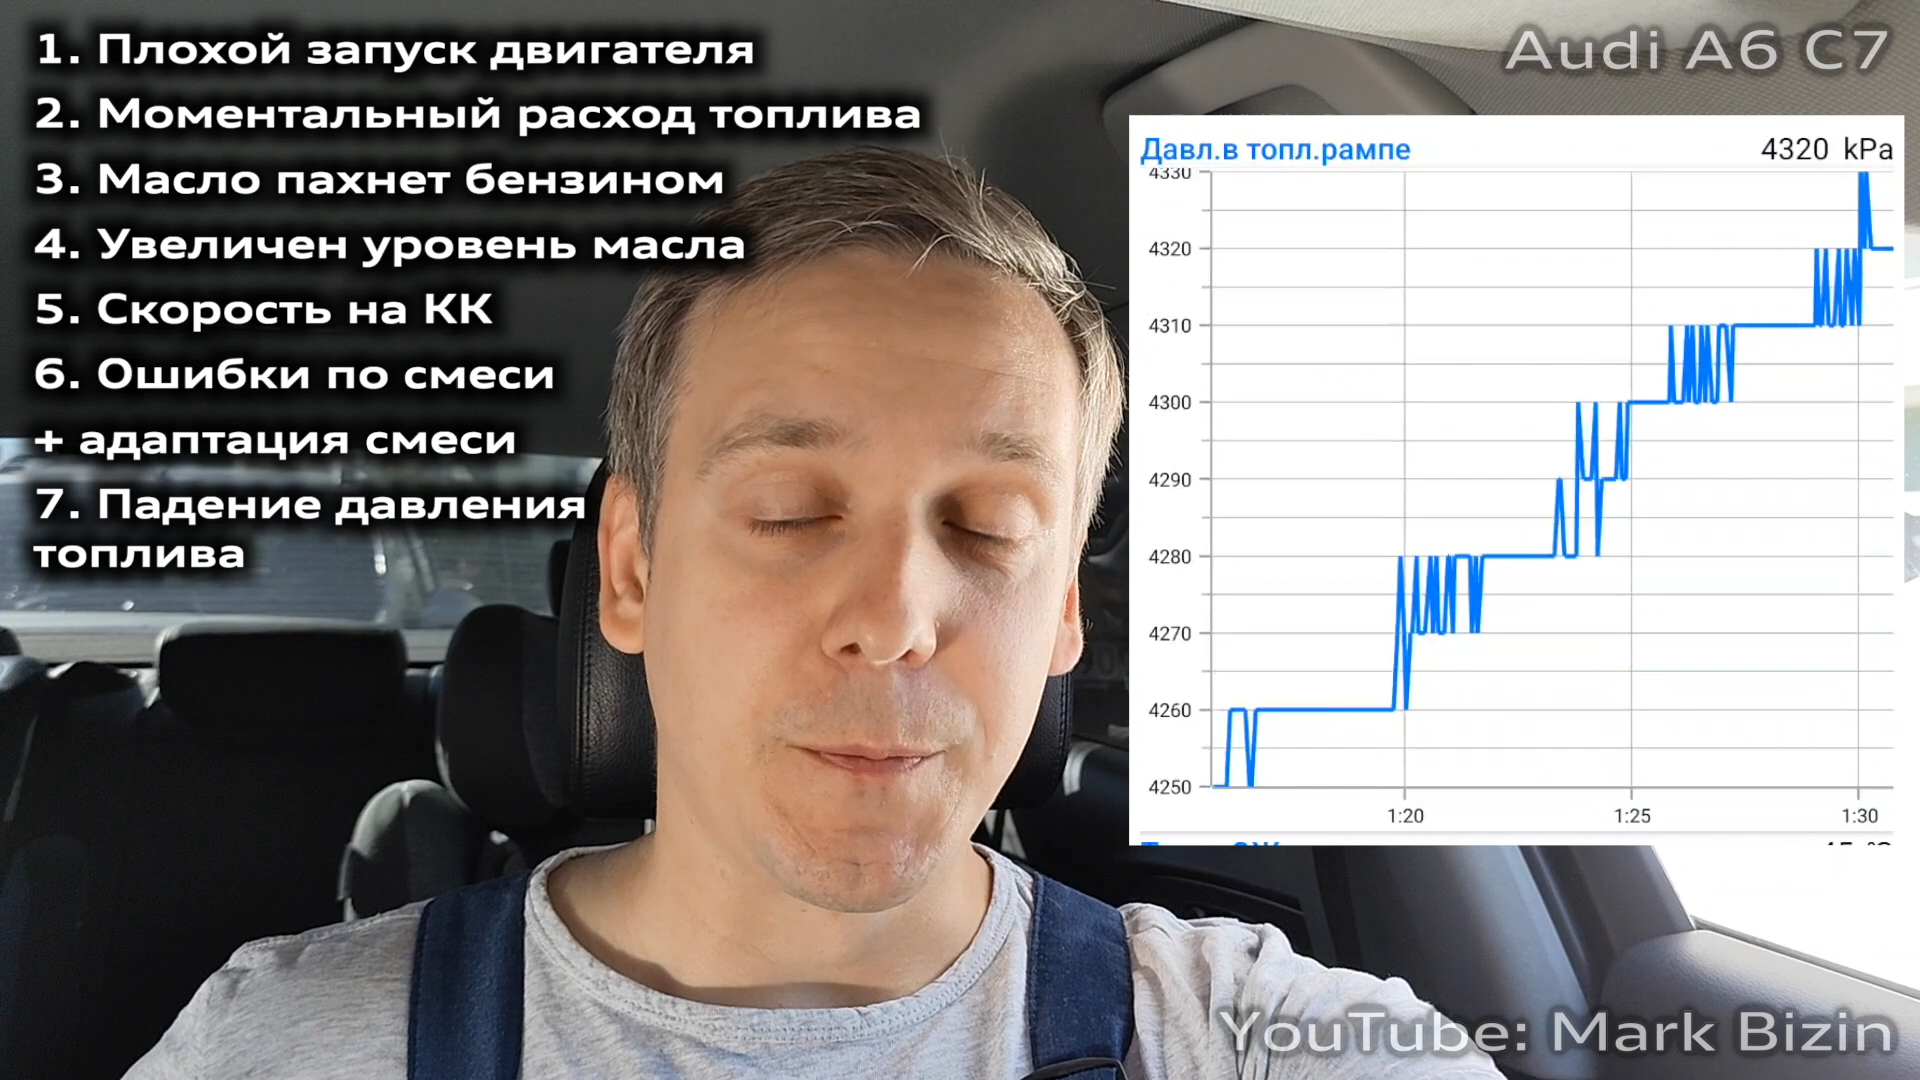 1. Плохой запуск двигателя
2. Моментальный расход топлива
3. Масло пахнет бензином
4. Увеличен уровень масла
5. Скорость на КК
6. Ошибки по смеси
+ адаптация смеси
7. Падение давления
топлива
Audi A6 C7
Давл.в топл.рампе 4320 kPa
4330
4320
4310
4300
4290
4280
4270
4260
4250
1:20 1:25 1:30
YouTube: Mark Bizin